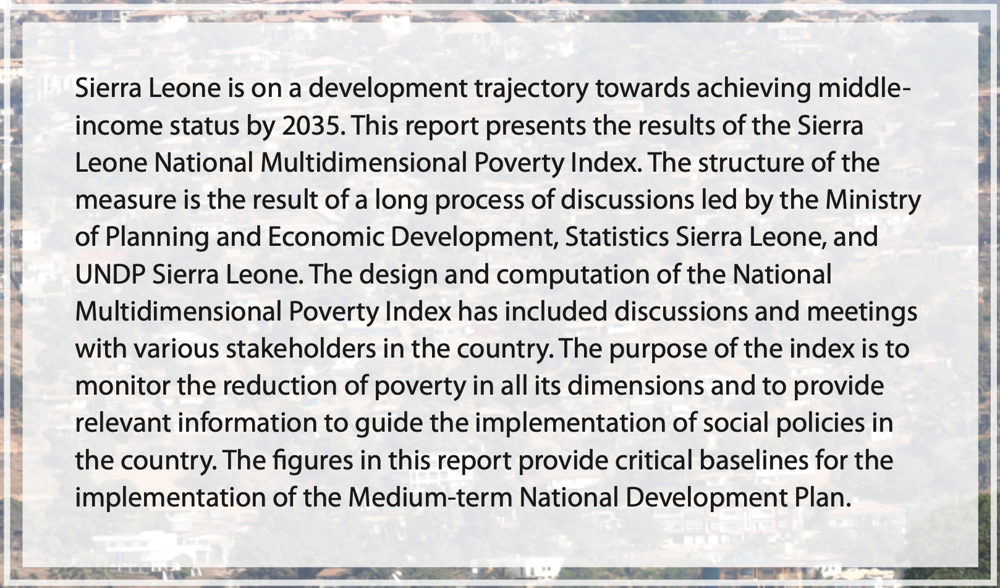 Sierra Leone is on a development trajectory towards achieving middle-
income status by 2035. This report presents the results of the Sierra
Leone National Multidimensional Poverty Index. The structure of the
measure is the result of a long process of discussions led by the Ministry
of Planning and Economic Development, Statistics Sierra Leone, and
UNDP Sierra Leone. The design and computation of the National
Multidimensional Poverty Index has included discussions and meetings
with various stakeholders in the country. The purpose of the index is to
monitor the reduction of poverty in all its dimensions and to provide
relevant information to guide the implementation of social policies in
the country. The figures in this report provide critical baselines for the
implementation of the Medium-term National Development Plan.